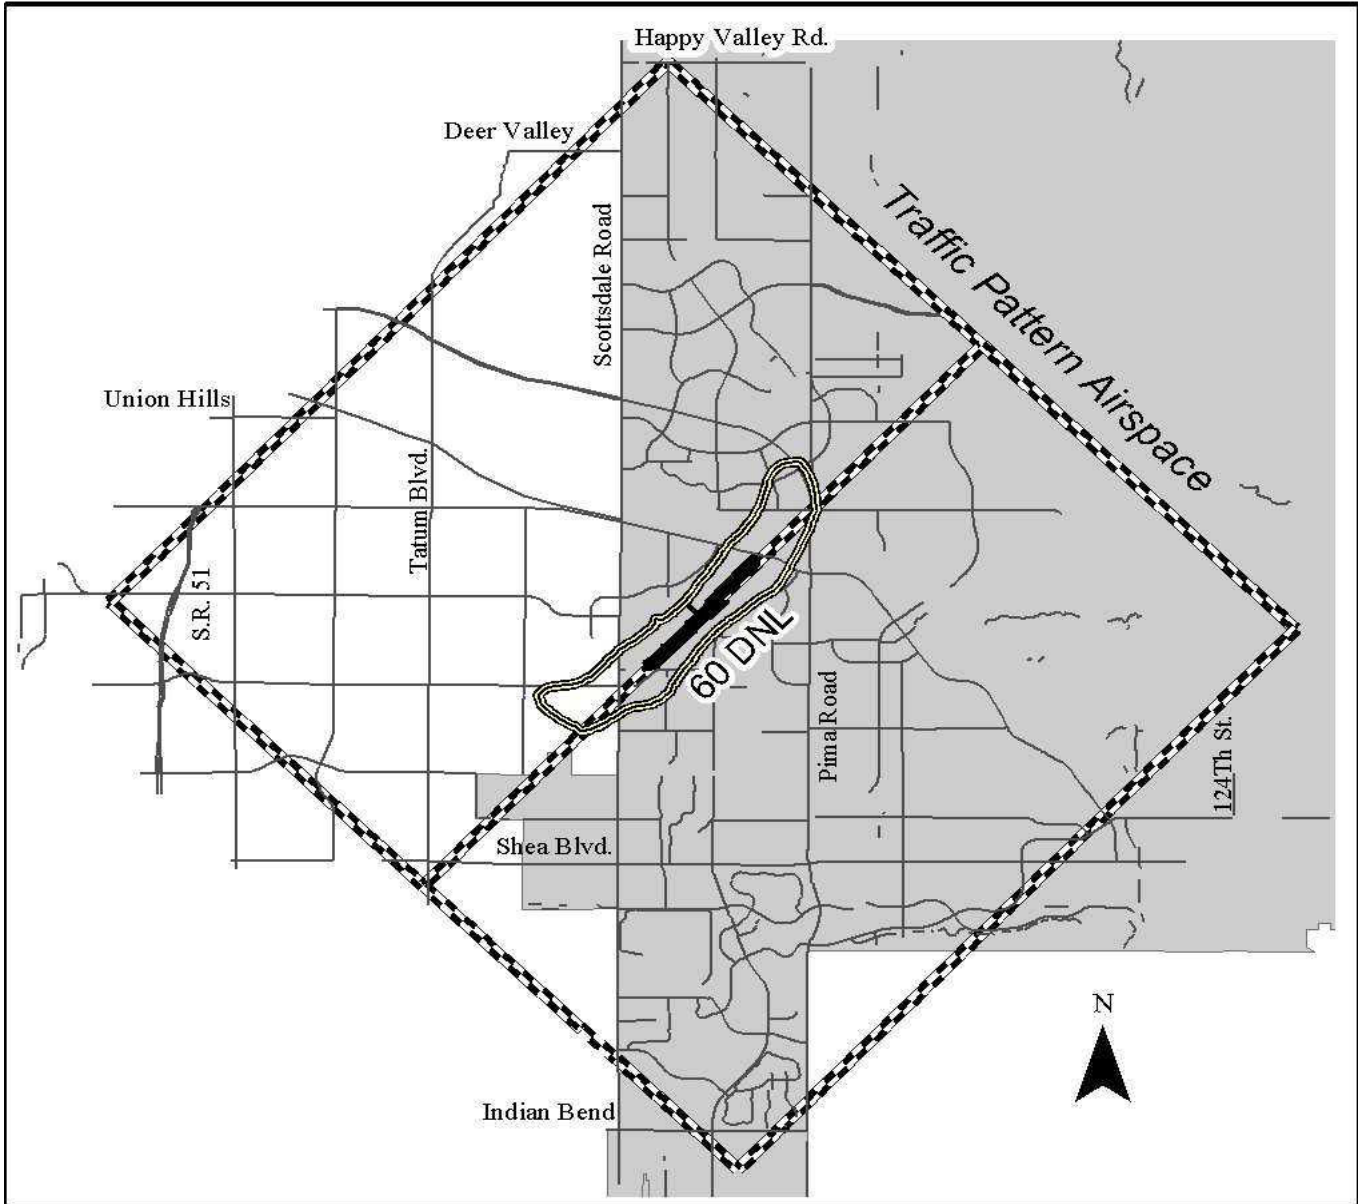 Happy Valley Rd.
Deer Valley
Scottsdale Road
Traffic Pattern Airspace
Union Hills
Tatum Blvd.
S.R. 51
60 DNL
Pima Road
124Th St.
Shea Blvd.
N
Indian Bend